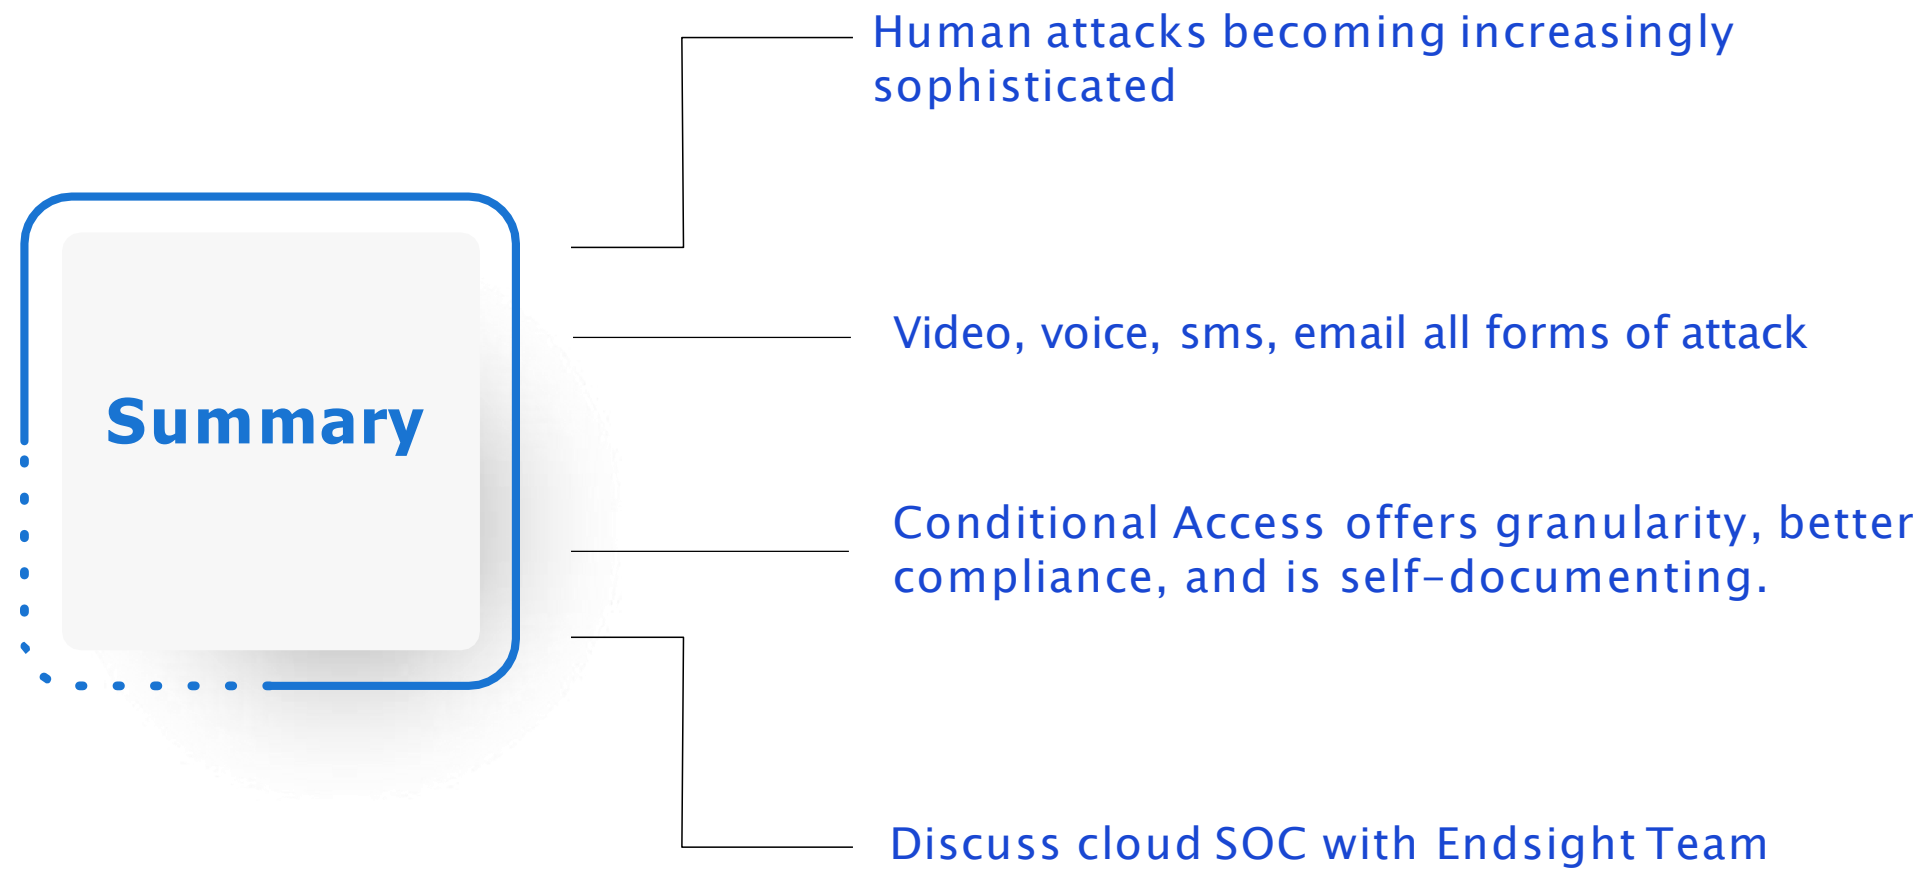 Human attacks becoming increasingly
sophisticated
Video, voice, sms, email all forms of attack
Summary
Conditional Access offers granularity, better
compliance, and is self-documenting.
Discuss cloud SOC with Endsight Team